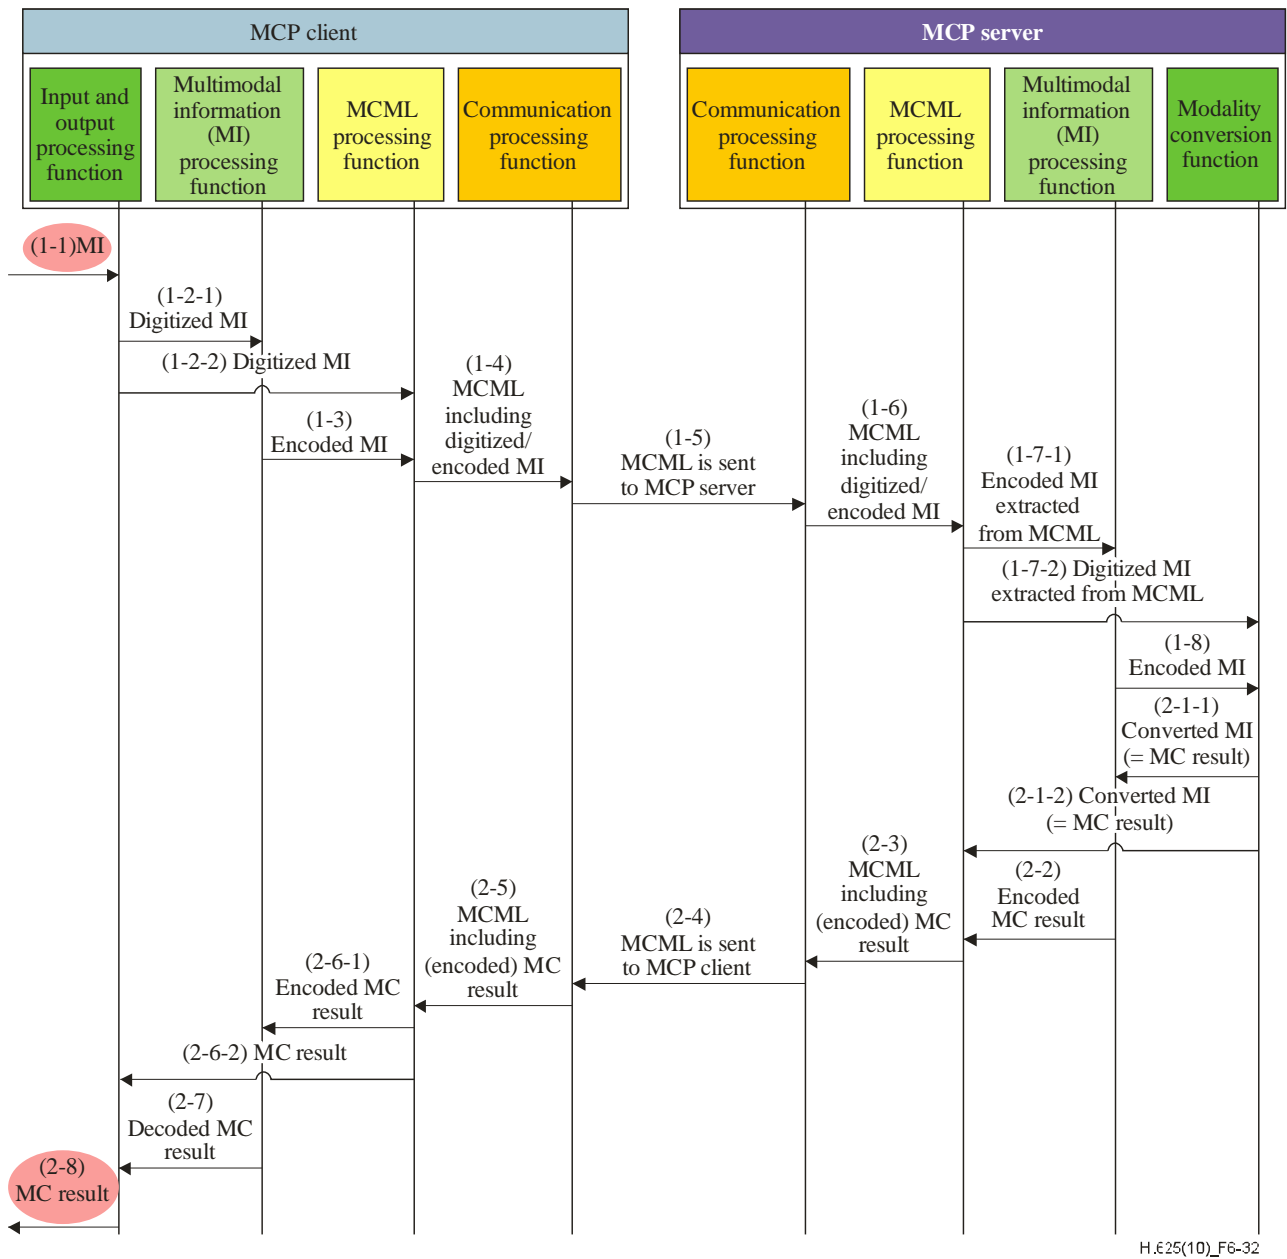 MCP client
MCP server
Input and
output
processing
function
Multimodal
information
(MI)
processing
function
MCML
processing
function
Communication
processing
function
Communication
processing
function
MCML
processing
function
Multimodal
information
(MI)
processing
function
Modality
conversion
function
(1-1)MI
(1-2-1)
Digitized MI
(1-2-2) Digitized MI
(1-3)
Encoded MI
(1-4)
MCML
including
digitized/
encoded MI
(1-5)
MCML is sent
to MCP server
(1-6)
MCML
including
digitized/
encoded MI
(1-7-1)
Encoded MI
extracted
from MCML
(1-7-2) Digitized MI
extracted from MCML
(1-8)
Encoded MI
(2-1-1)
Converted MI
(= MC result)
(2-1-2) Converted MI
(= MC result)
(2-2)
Encoded
MC result
(2-3)
MCML
including
(encoded) MC
result
(2-4)
MCML is sent
to MCP client
(2-5)
MCML
including
(encoded) MC
result
(2-6-1)
Encoded MC
result
(2-6-2) MC result
(2-7)
Decoded MC
result
(2-8)
MC result
H.625(10)_F6-32